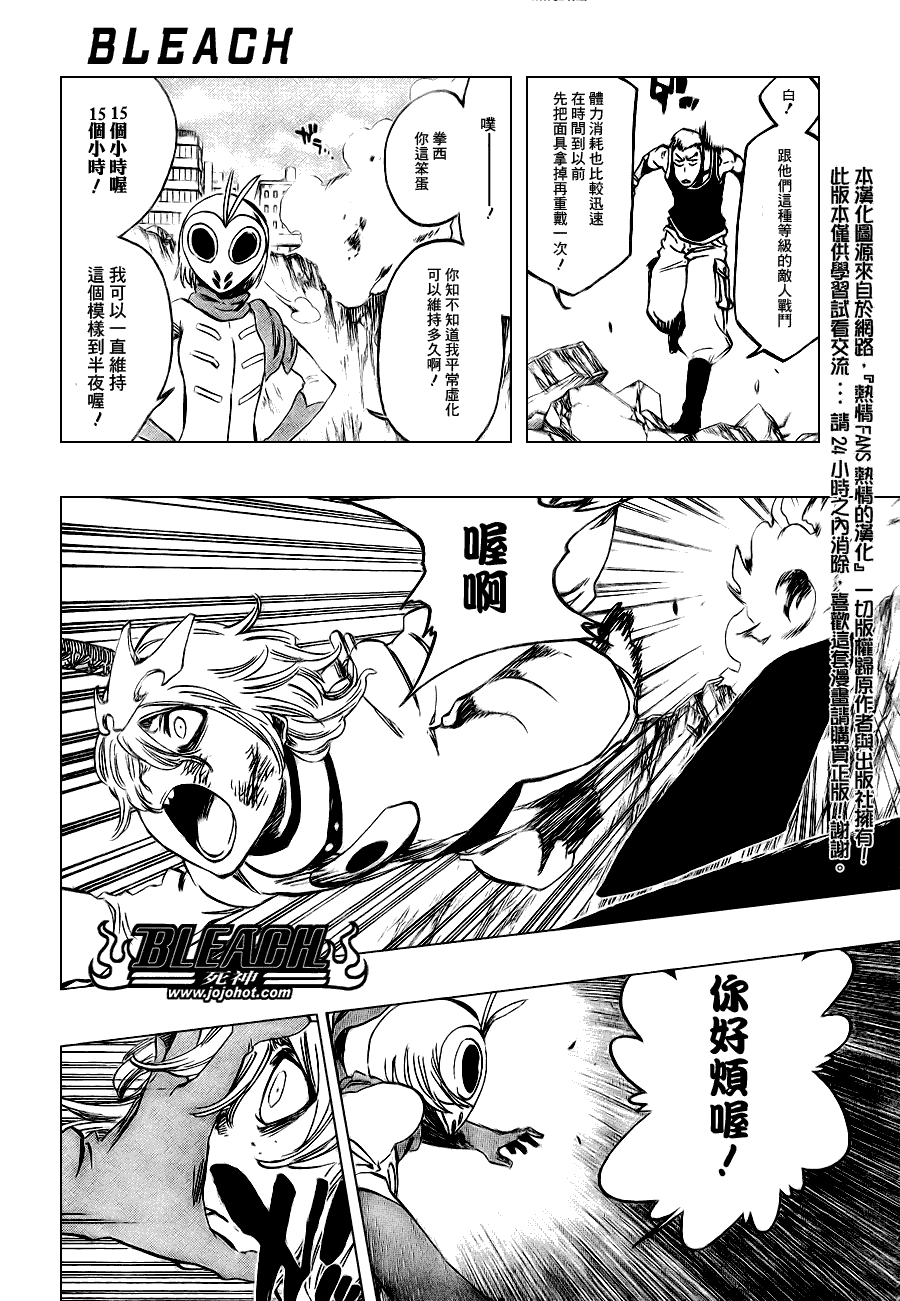 BLEACH
白!
跟他們這種等級的敵人戰鬥
體力消耗也比較迅速
在時間到以前
先把面具拿掉再重戴一次!
噗——!
拳西
你這笨蛋
你知不知道我平常虛化
可以維持多久啊!
15個小時喔
15個小時!
我可以一直維持
這個模樣到半夜喔!
本漢化圖源來自於網路,『熱情FANS熱情的漢化』一切版權歸原作者與出版社擁有!
此版本僅供學習試看交流…請24小時之內消除,喜歡這套漫畫請購買正版!!謝謝。
喔啊
BLEACH
死神
www.jojohot.com
你好煩喔!